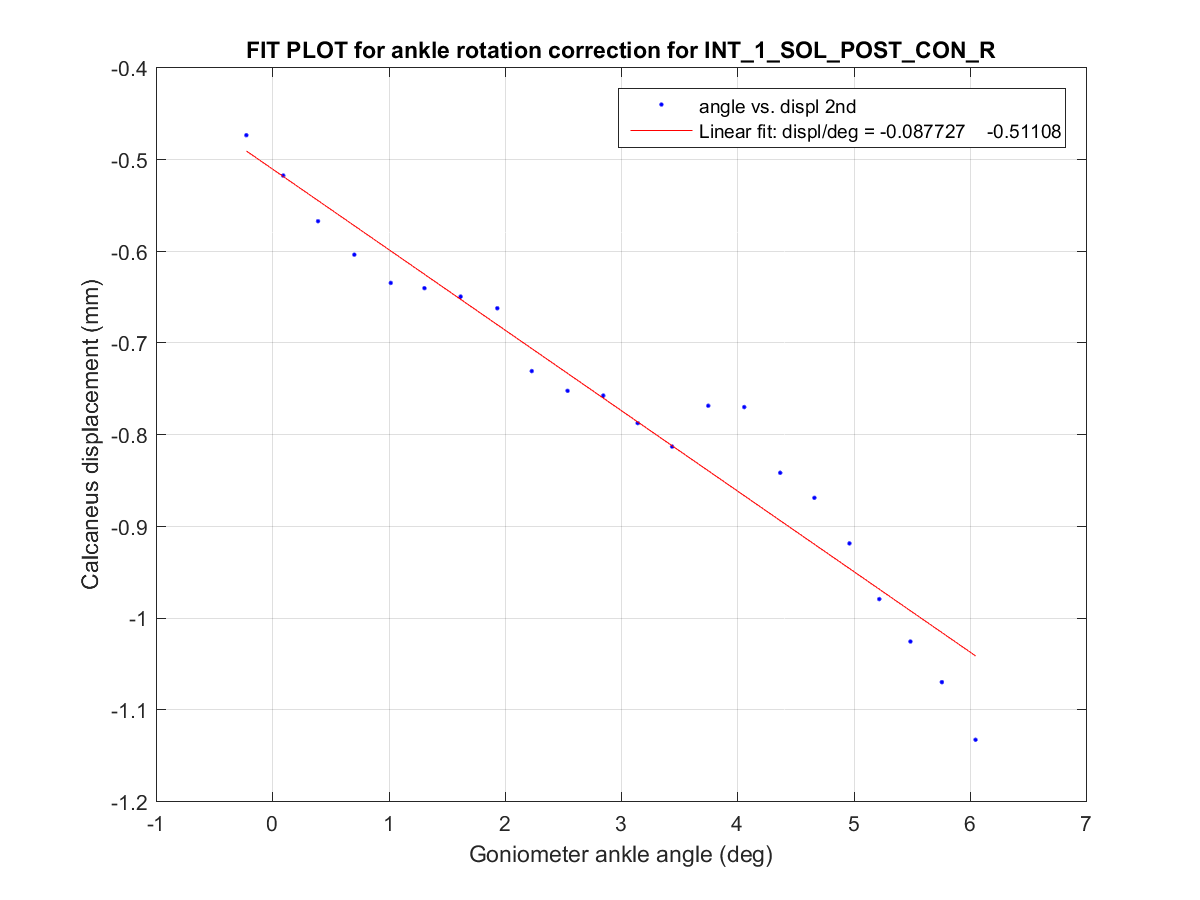 FIT PLOT for ankle rotation correction for INT_1_SOL_POST_CON_R
angle vs. displ 2nd
Linear fit: displ/deg = -0.087727 -0.51108
-0.4
-0.5
-0.6
-0.7
-0.8
-0.9
-1
-1.1
-1.2
Calcaneus displacement (mm)
-1 0 1 2 3 4 5 6 7
Goniometer ankle angle (deg)